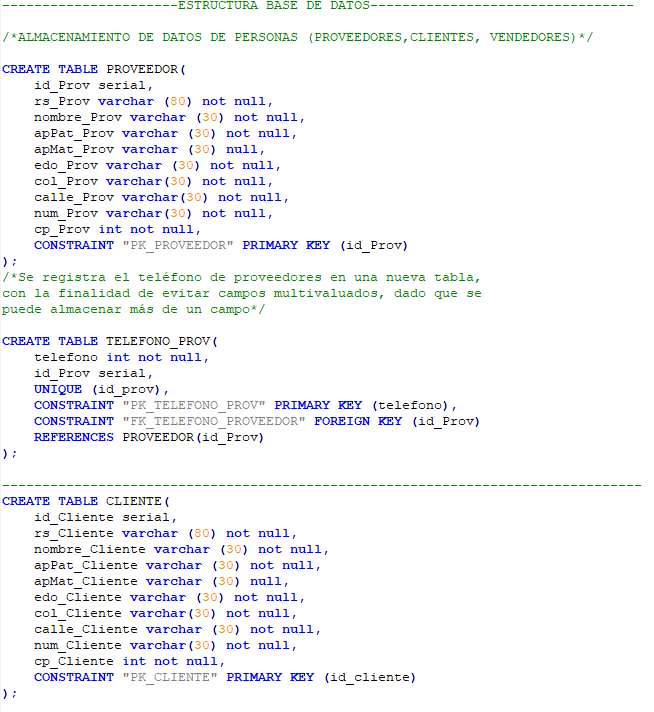 ----------------------ESTRUCTURA BASE DE DATOS---------------------------------
/*ALMACENAMIENTO DE DATOS DE PERSONAS (PROVEEDORES,CLIENTES, VENDEDORES)*/
CREATE TABLE PROVEEDOR(
    id_Prov serial,
    rs_Prov varchar (80) not null,
    nombre_Prov varchar (30) not null,
    apPat_Prov varchar (30) not null,
    apMat_Prov varchar (30) null,
    edo_Prov varchar (30) not null,
    col_Prov varchar(30) not null,
    calle_Prov varchar(30) not null,
    num_Prov varchar(30) not null,
    cp_Prov int not null,
    CONSTRAINT "PK_PROVEEDOR" PRIMARY KEY (id_Prov)
);
/*Se registra el teléfono de proveedores en una nueva tabla,
con la finalidad de evitar campos multivaluados, dado que se
puede almacenar más de un campo*/
CREATE TABLE TELEFONO_PROV(
    telefono int not null,
    id_Prov serial,
    UNIQUE (id_prov),
    CONSTRAINT "PK_TELEFONO_PROV" PRIMARY KEY (telefono),
    CONSTRAINT "FK_TELEFONO_PROVEEDOR" FOREIGN KEY (id_Prov)
    REFERENCES PROVEEDOR(id_Prov)
);
--------------------------------------------------------------------------------
CREATE TABLE CLIENTE(
    id_Cliente serial,
    rs_Cliente varchar (80) not null,
    nombre_Cliente varchar (30) not null,
    apPat_Cliente varchar (30) not null,
    apMat_Cliente varchar (30) null,
    edo_Cliente varchar (30) not null,
    col_Cliente varchar(30) not null,
    calle_Cliente varchar (30) not null,
    num_Cliente varchar(30) not null,
    cp_Cliente int not null,
    CONSTRAINT "PK_CLIENTE" PRIMARY KEY (id_cliente)
);